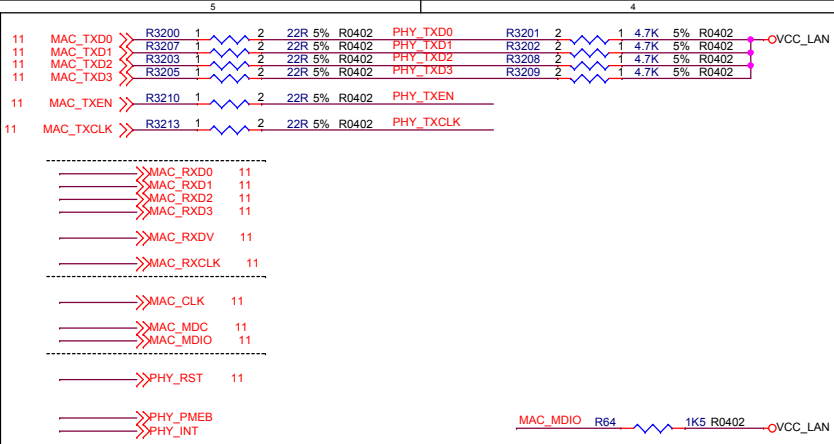 5 4
11 MAC_TXD0 R3200 1 2 22R 5% R0402 PHY_TXD0 R3201 2 1 4.7K 5% R0402 VCC_LAN
11 MAC_TXD1 R3207 1 2 22R 5% R0402 PHY_TXD1 R3202 2 1 4.7K 5% R0402
11 MAC_TXD2 R3203 1 2 22R 5% R0402 PHY_TXD2 R3208 2 1 4.7K 5% R0402
11 MAC_TXD3 R3205 1 2 22R 5% R0402 PHY_TXD3 R3209 2 1 4.7K 5% R0402
11 MAC_TXEN R3210 1 2 22R 5% R0402 PHY_TXEN
11 MAC_TXCLK R3213 1 2 22R 5% R0402 PHY_TXCLK
MAC_RXD0 11
MAC_RXD1 11
MAC_RXD2 11
MAC_RXD3 11
MAC_RXDV 11
MAC_RXCLK 11
MAC_CLK 11
MAC_MDC 11
MAC_MDIO 11
PHY_RST 11
PHY_PMEB
PHY_INT
MAC_MDIO R64 1K5 R0402 VCC_LAN